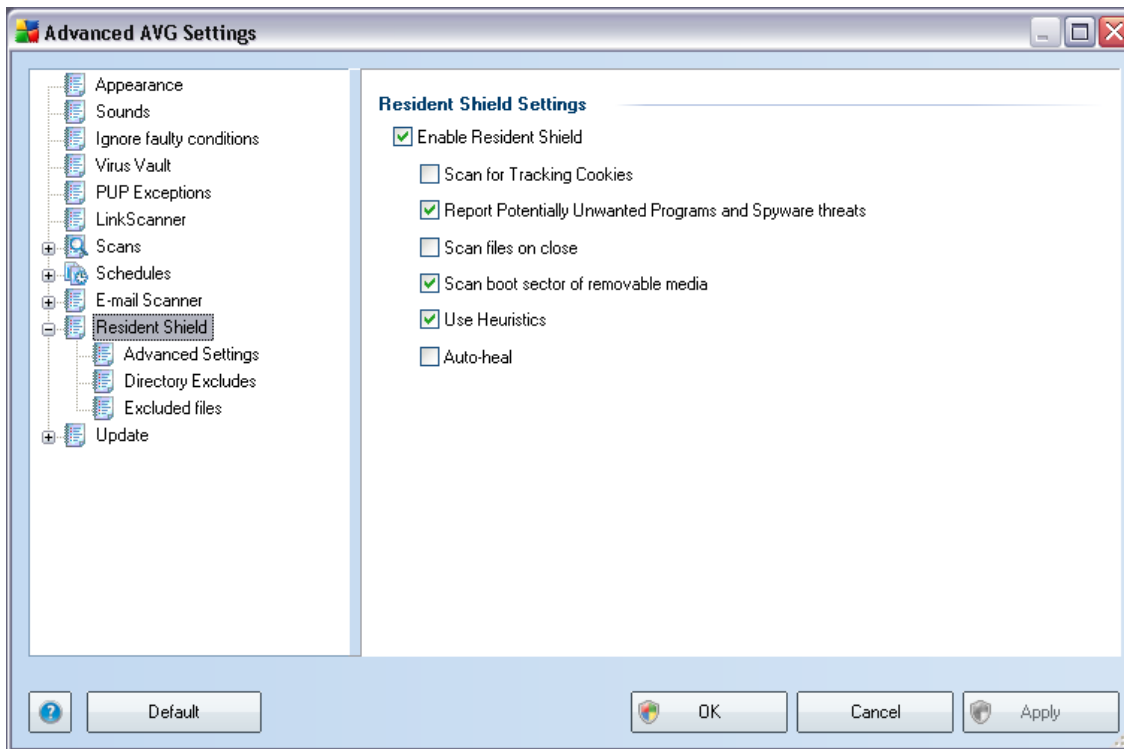 Advanced AVG Settings
Appearance
Sounds
Ignore faulty conditions
Virus Vault
PUP Exceptions
LinkScanner
Scans
Schedules
E-mail Scanner
Resident Shield
Advanced Settings
Directory Excludes
Excluded files
Update
Resident Shield Settings
Enable Resident Shield
Scan for Tracking Cookies
Report Potentially Unwanted Programs and Spyware threats
Scan files on close
Scan boot sector of removable media
Use Heuristics
Auto-heal
?
Default
OK
Cancel
Apply